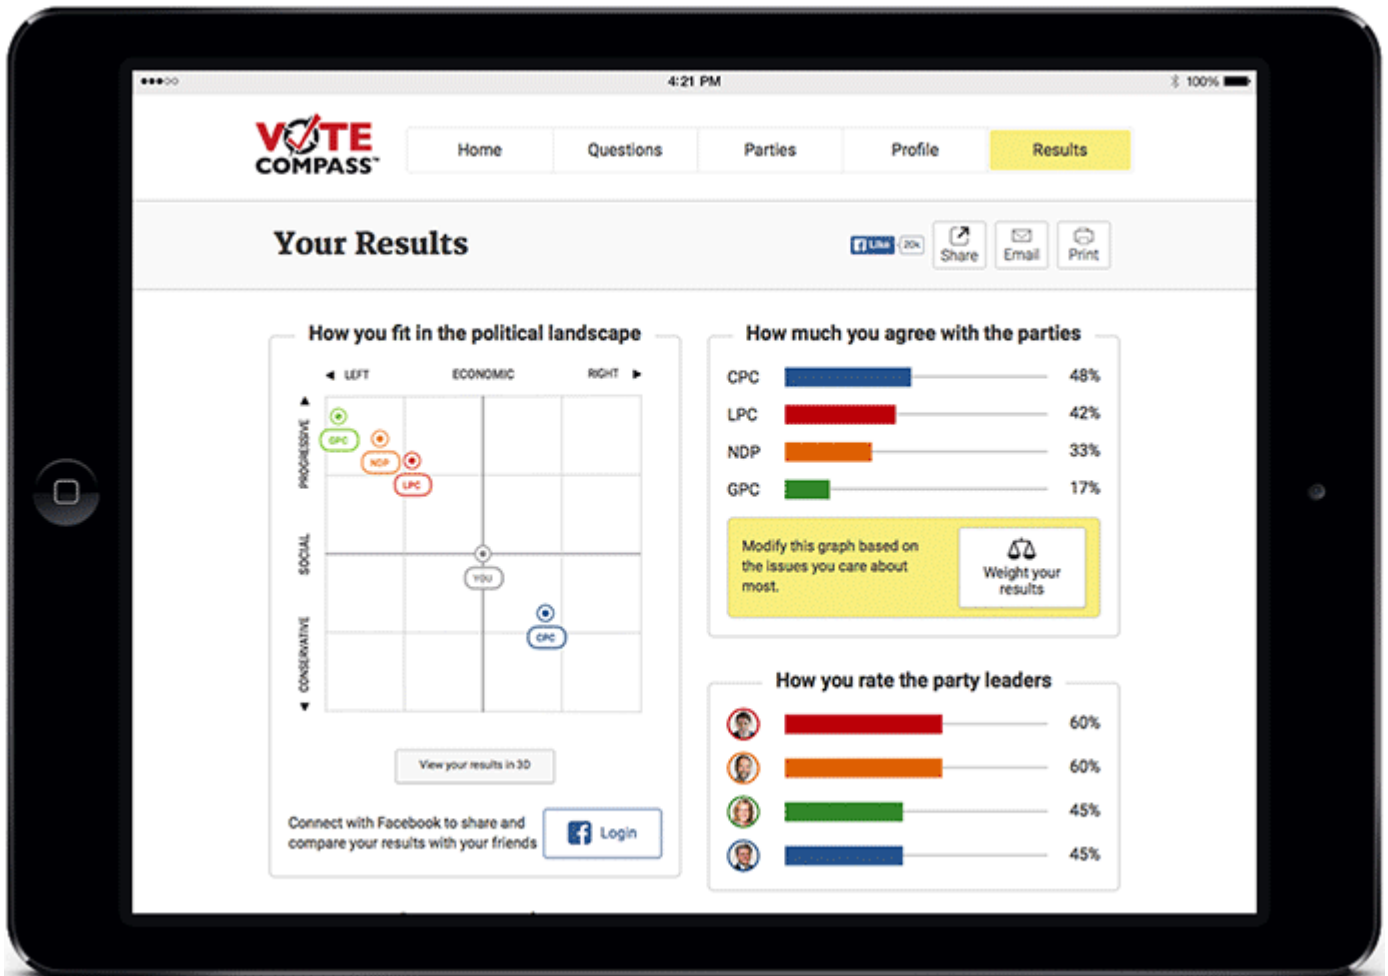 4:21 PM
100%
VOTE
COMPASS™
Home
Questions
Parties
Profile
Results
Your Results
Like
20k
Share
Email
Print
How you fit in the political landscape
◄ LEFT
ECONOMIC
RIGHT ►
PROGRESSIVE ►
SOCIAL
◄ CONSERVATIVE
GPC
NDP
LPC
YOU
CPC
View your results in 3D
Connect with Facebook to share and
compare your results with your friends
Login
How much you agree with the parties
CPC 48%
LPC 42%
NDP 33%
GPC 17%
Modify this graph based on
the issues you care about
most.
Weight your
results
How you rate the party leaders
60%
60%
45%
45%